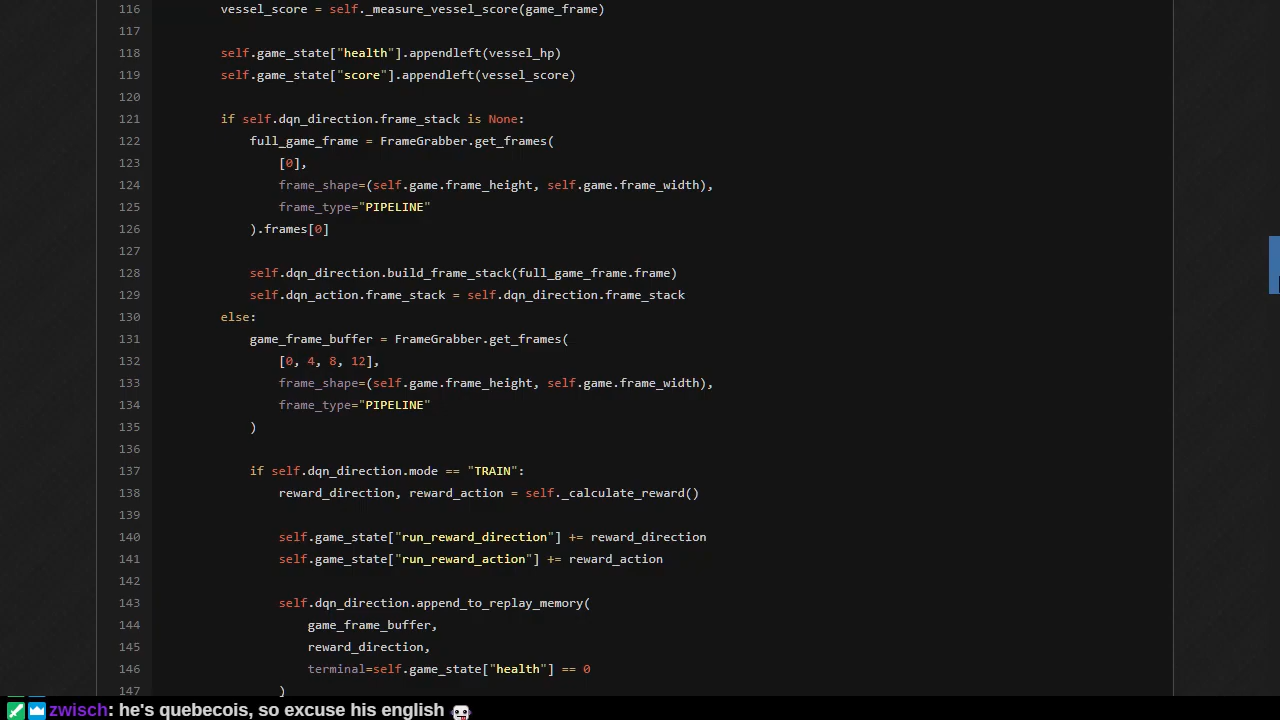 116 vessel_score = self._measure_vessel_score(game_frame)
117
118 self.game_state["health"].appendleft(vessel_hp)
119 self.game_state["score"].appendleft(vessel_score)
120
121 if self.dqn_direction.frame_stack is None:
122 full_game_frame = FrameGrabber.get_frames(
123 [0],
124 frame_shape=(self.game.frame_height, self.game.frame_width),
125 frame_type="PIPELINE"
126 ).frames[0]
127
128 self.dqn_direction.build_frame_stack(full_game_frame.frame)
129 self.dqn_action.frame_stack = self.dqn_direction.frame_stack
130 else:
131 game_frame_buffer = FrameGrabber.get_frames(
132 [0, 4, 8, 12],
133 frame_shape=(self.game.frame_height, self.game.frame_width),
134 frame_type="PIPELINE"
135 )
136
137 if self.dqn_direction.mode == "TRAIN":
138 reward_direction, reward_action = self._calculate_reward()
139
140 self.game_state["run_reward_direction"] += reward_direction
141 self.game_state["run_reward_action"] += reward_action
142
143 self.dqn_direction.append_to_replay_memory(
144 game_frame_buffer,
145 reward_direction,
146 terminal=self.game_state["health"] == 0
147 )
zwisch: he's quebecois, so excuse his english